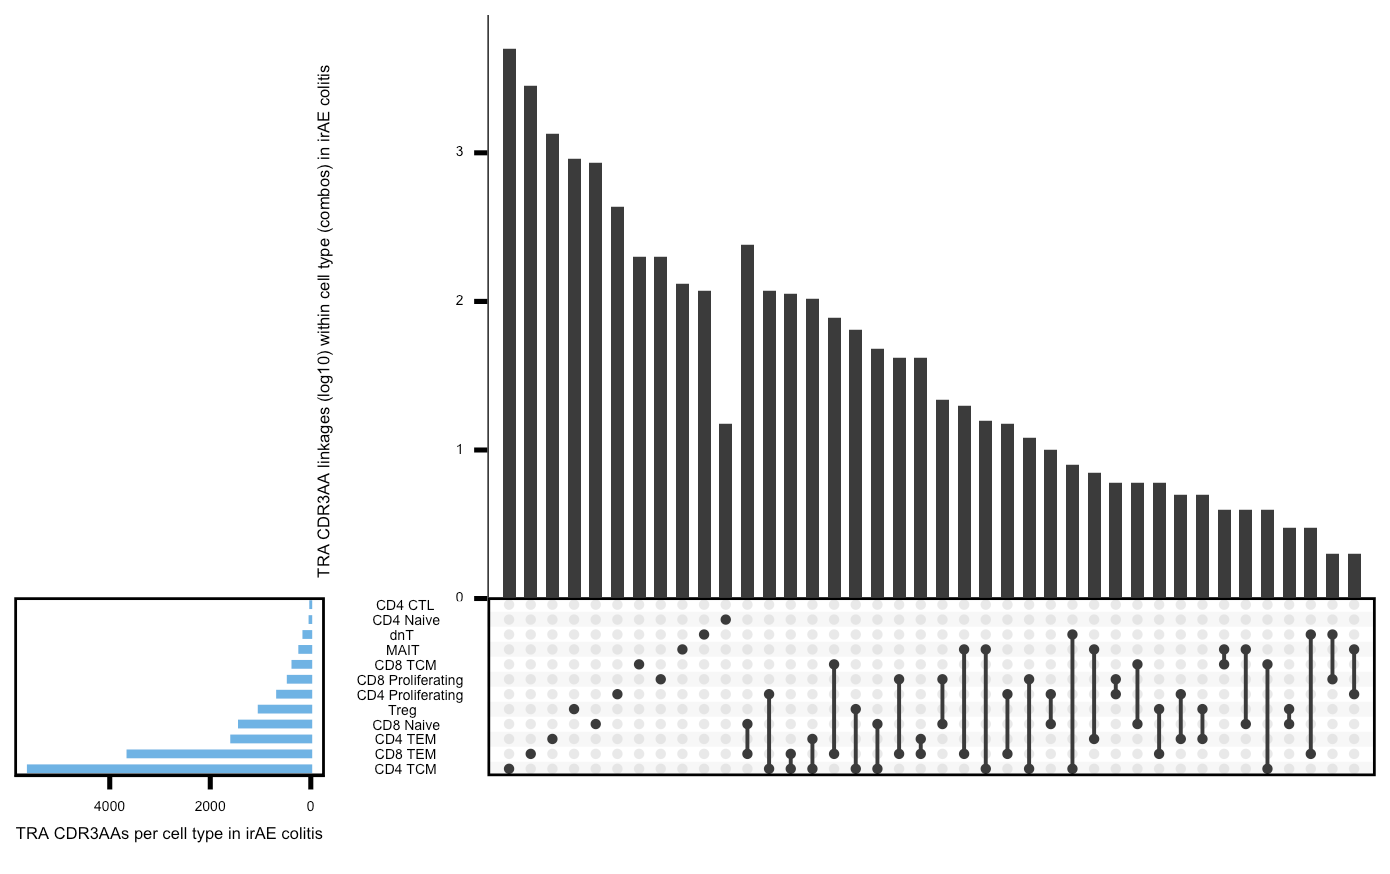 TRA CDR3AA linkages (log10) within cell type (combos) in irAE colitis
3
2
1
0
CD4 CTL
CD4 Naive
dnT
MAIT
CD8 TCM
CD8 Proliferating
CD4 Proliferating
Treg
CD8 Naive
CD4 TEM
CD8 TEM
CD4 TCM
4000 2000 0
TRA CDR3AAs per cell type in irAE colitis